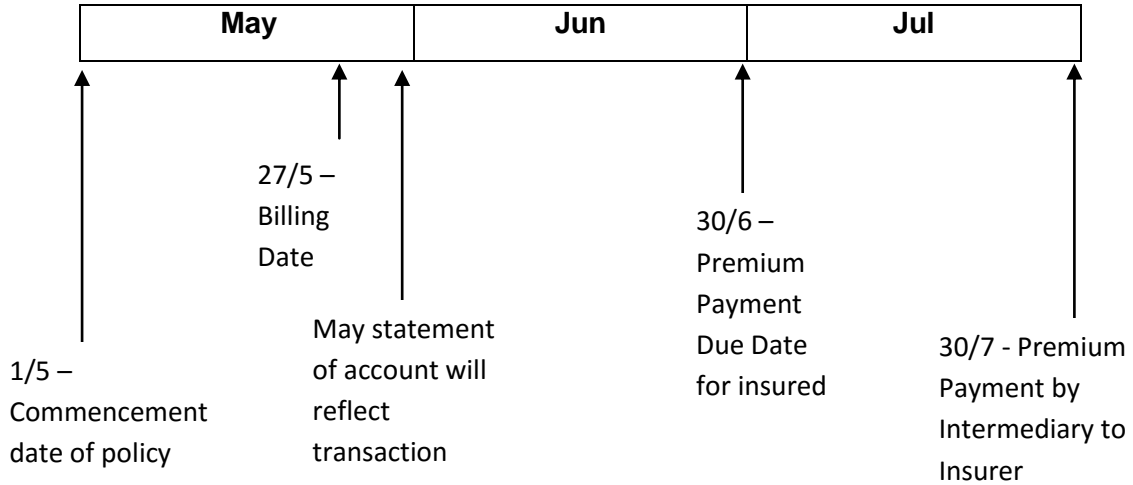 May
Jun
Jul
27/5 –
Billing
Date
30/6 –
Premium
Payment
Due Date
for insured
May statement
of account will
reflect
transaction
30/7 - Premium
Payment by
Intermediary to
Insurer
1/5 –
Commencement
date of policy